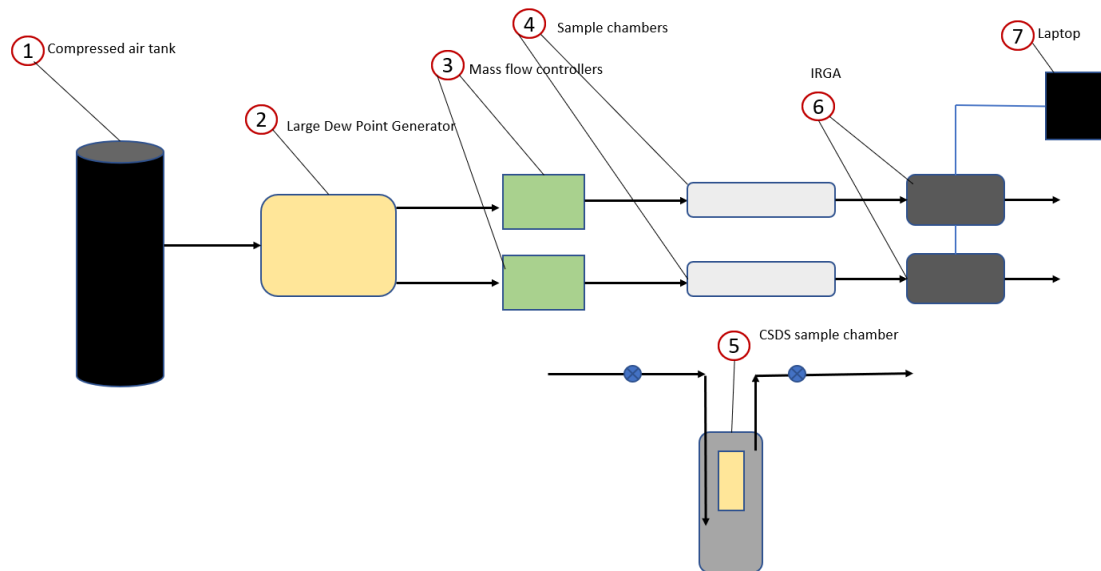 1 Compressed air tank
2 Large Dew Point Generator
3 Mass flow controllers
4 Sample chambers
5 CSDS sample chamber
IRGA
6
7 Laptop